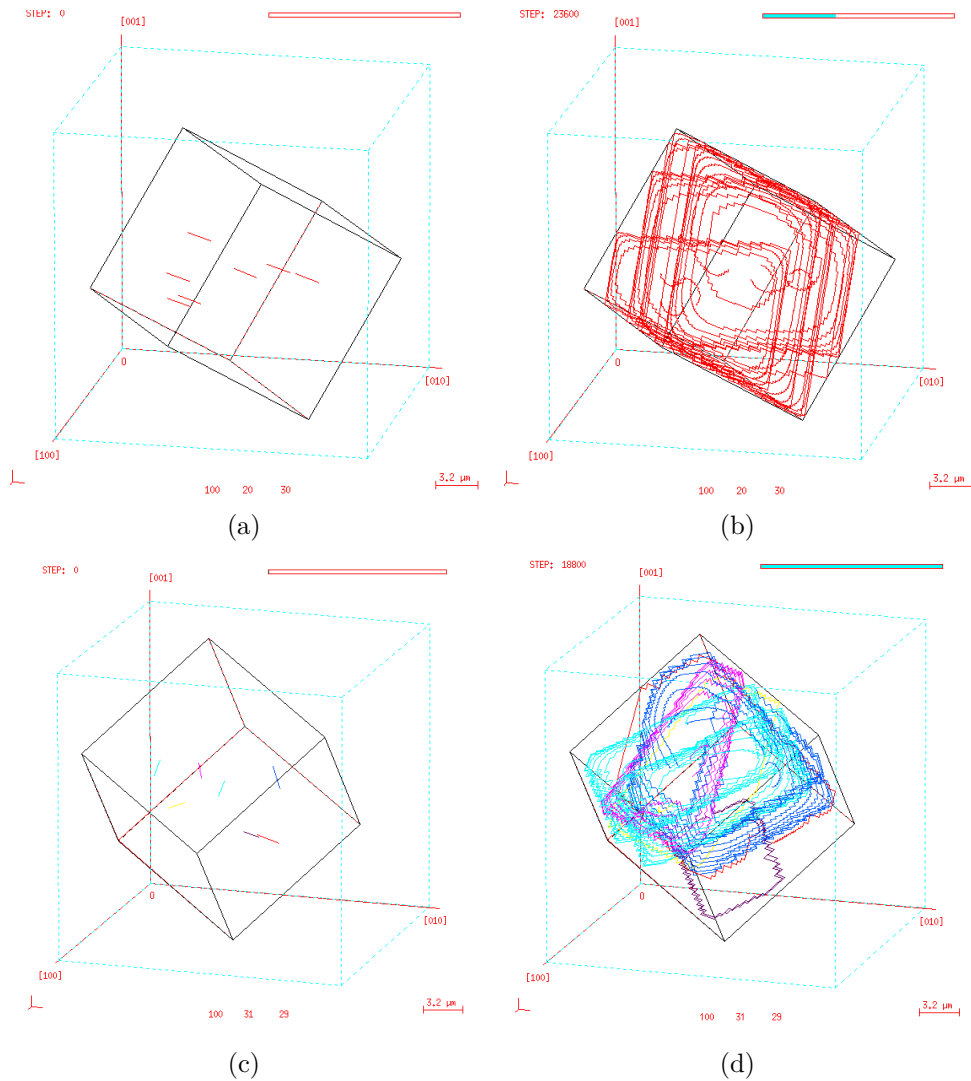 STEP: 0
[001]
0
[010]
[100]
3.2 µm
100 20 30
(a)
STEP: 23600
[001]
0
[010]
[100]
3.2 µm
100 20 30
(b)
STEP: 0
[001]
0
[010]
[100]
3.2 µm
100 31 29
(c)
STEP: 18800
[001]
0
[010]
[100]
3.2 µm
100 31 29
(d)